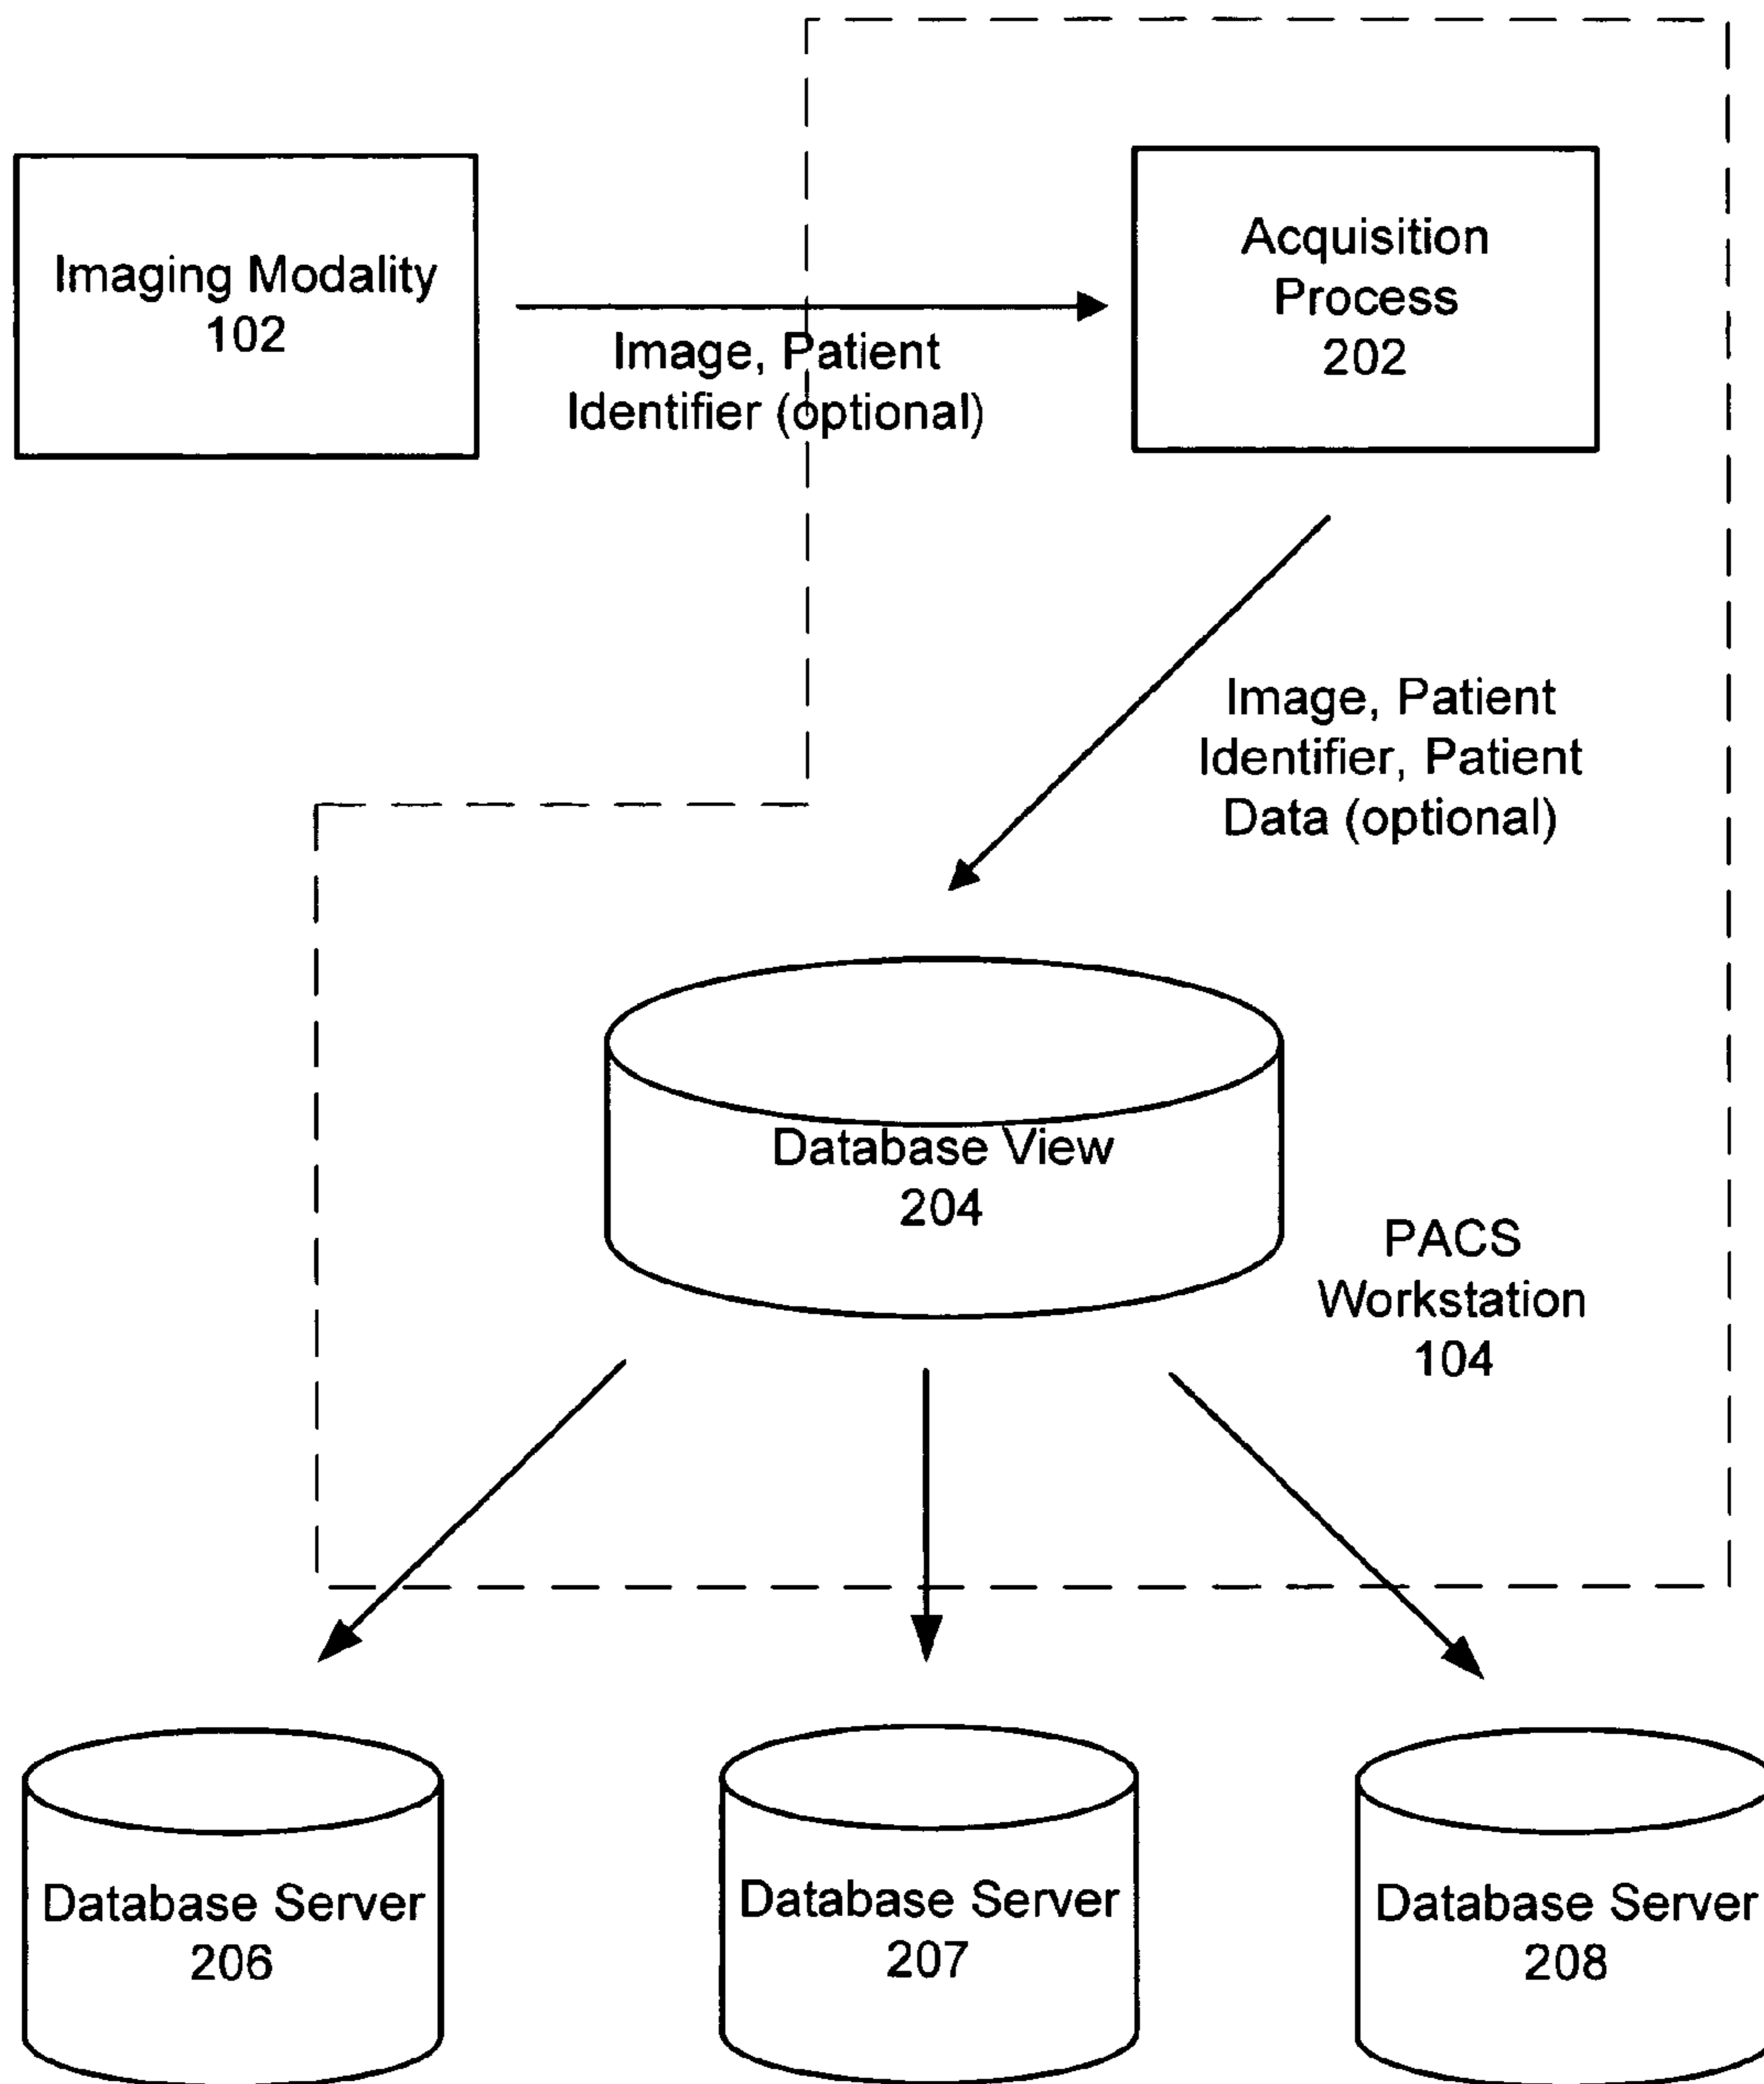 Imaging Modality
102
Acquisition
Process
202
Image, Patient
Identifier (optional)
Image, Patient
Identifier, Patient
Data (optional)
Database View
204
PACS
Workstation
104
Database Server
206
Database Server
207
Database Server
208